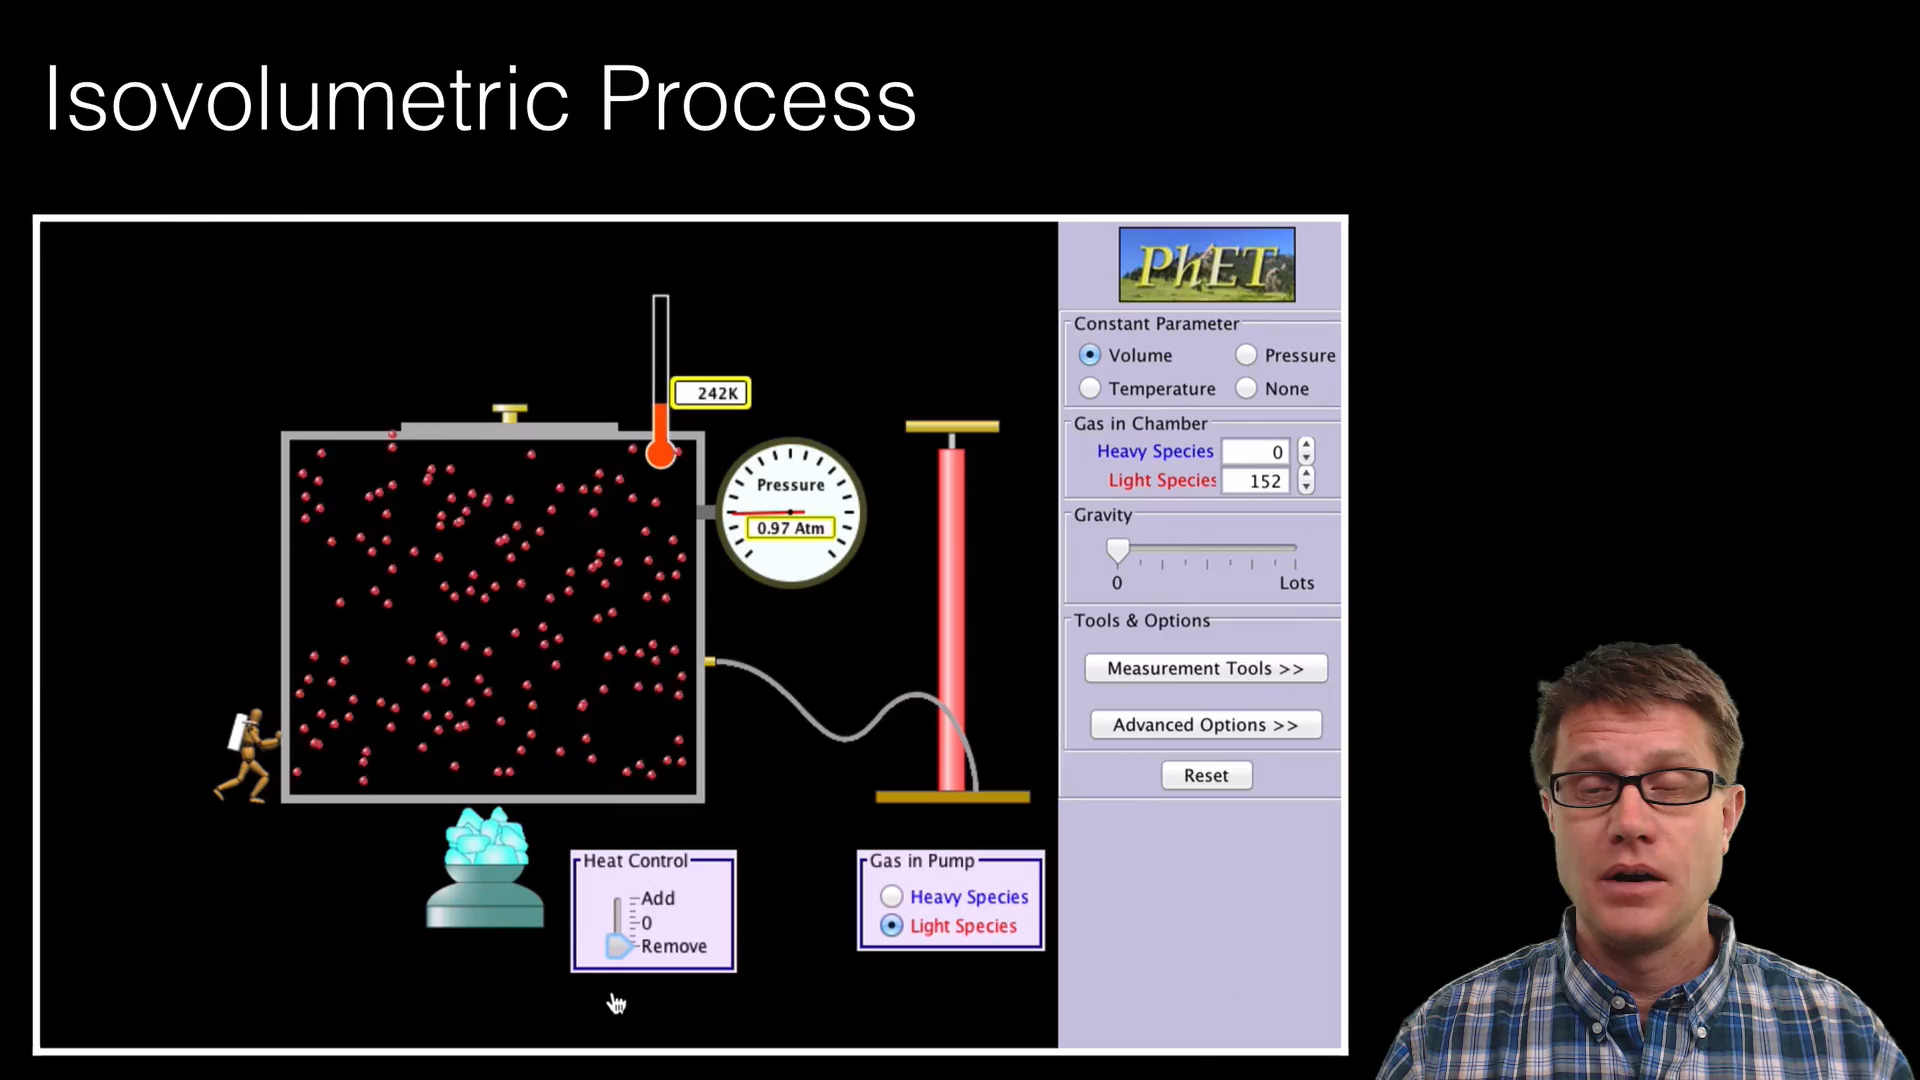 Isovolumetric Process
PhET
Constant Parameter
Volume
Pressure
Temperature
None
Gas in Chamber
Heavy Species 0
Light Species 152
Gravity
0 Lots
Tools & Options
Measurement Tools >>
Advanced Options >>
Reset
242K
Pressure
0.97 Atm
Heat Control
Add
0
Remove
Gas in Pump
Heavy Species
Light Species